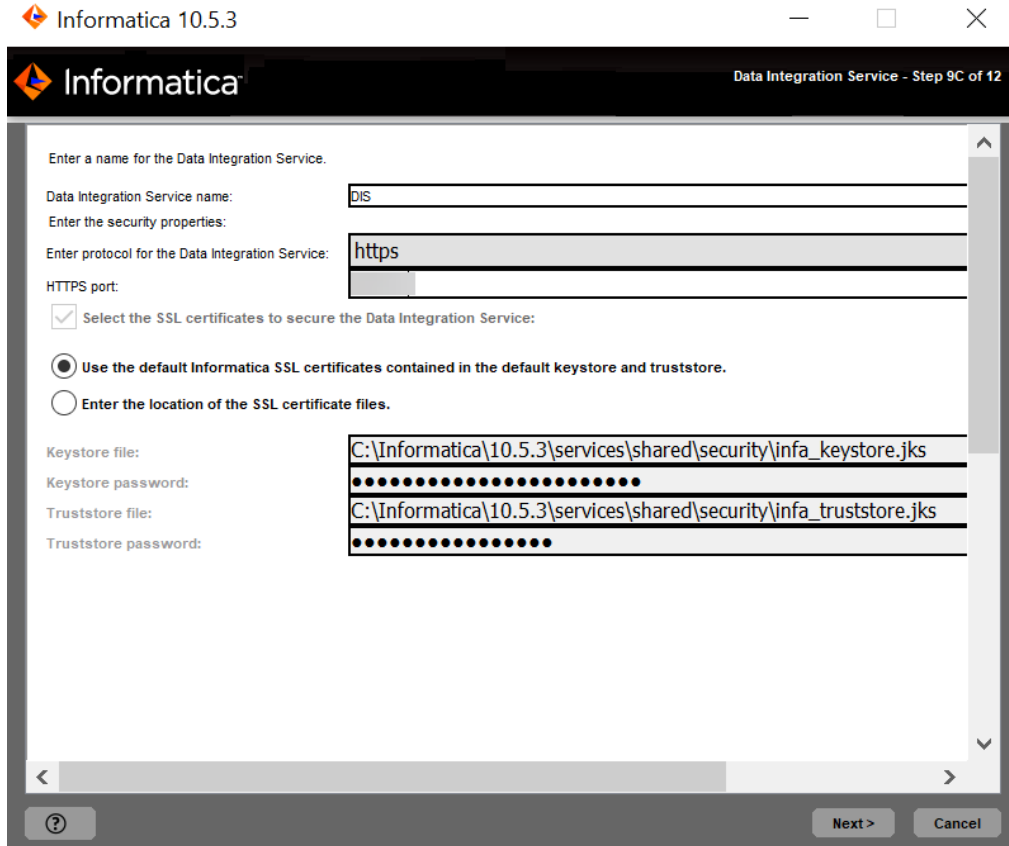 Informatica 10.5.3
Informatica
Data Integration Service - Step 9C of 12
Enter a name for the Data Integration Service.
Data Integration Service name: DIS
Enter the security properties:
Enter protocol for the Data Integration Service: https
HTTPS port:
Select the SSL certificates to secure the Data Integration Service:
Use the default Informatica SSL certificates contained in the default keystore and truststore.
Enter the location of the SSL certificate files.
Keystore file: C:\Informatica\10.5.3\services\shared\security\infa_keystore.jks
Keystore password: ●●●●●●●●●●●●●●●●●●●●●●●
Truststore file: C:\Informatica\10.5.3\services\shared\security\infa_truststore.jks
Truststore password: ●●●●●●●●●●●●●●●●
? Next > Cancel